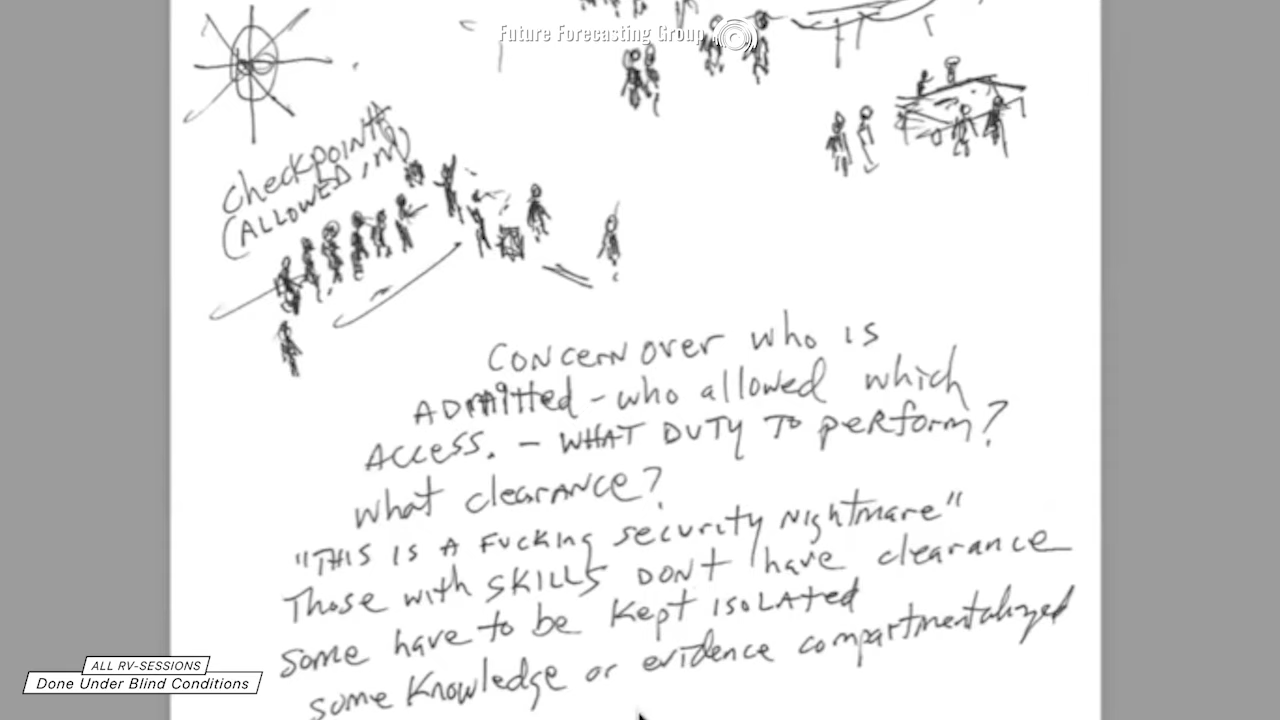 Future Forecasting Group
Checkpoint
(ALLOWED IN)
CONCERN OVER who is
ADMitted - who allowed which
ACCESS. - WHAT DUTY TO perform?
what clearance?
"THIS IS A FUCKing security Nightmare"
Those with SKILLS DON't have clearance
some have to be kept ISOLATED
some Knowledge or evidence compartmentalized
ALL RV-SESSIONS
Done Under Blind Conditions